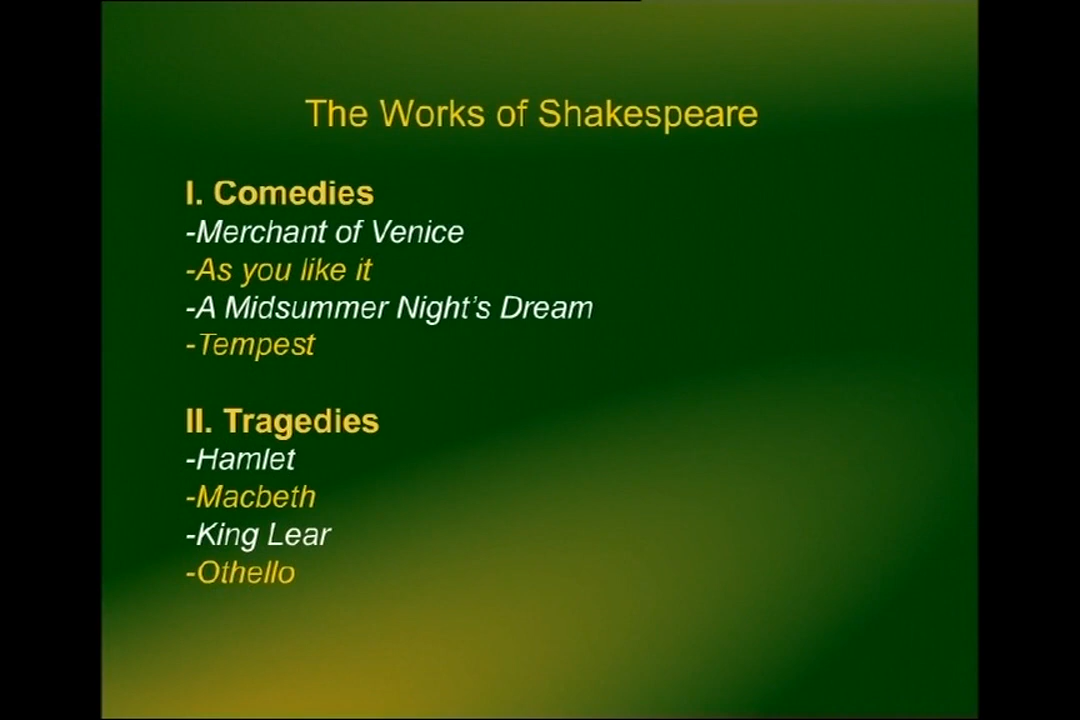 The Works of Shakespeare
I. Comedies
-Merchant of Venice
-As you like it
-A Midsummer Night's Dream
-Tempest
II. Tragedies
-Hamlet
-Macbeth
-King Lear
-Othello